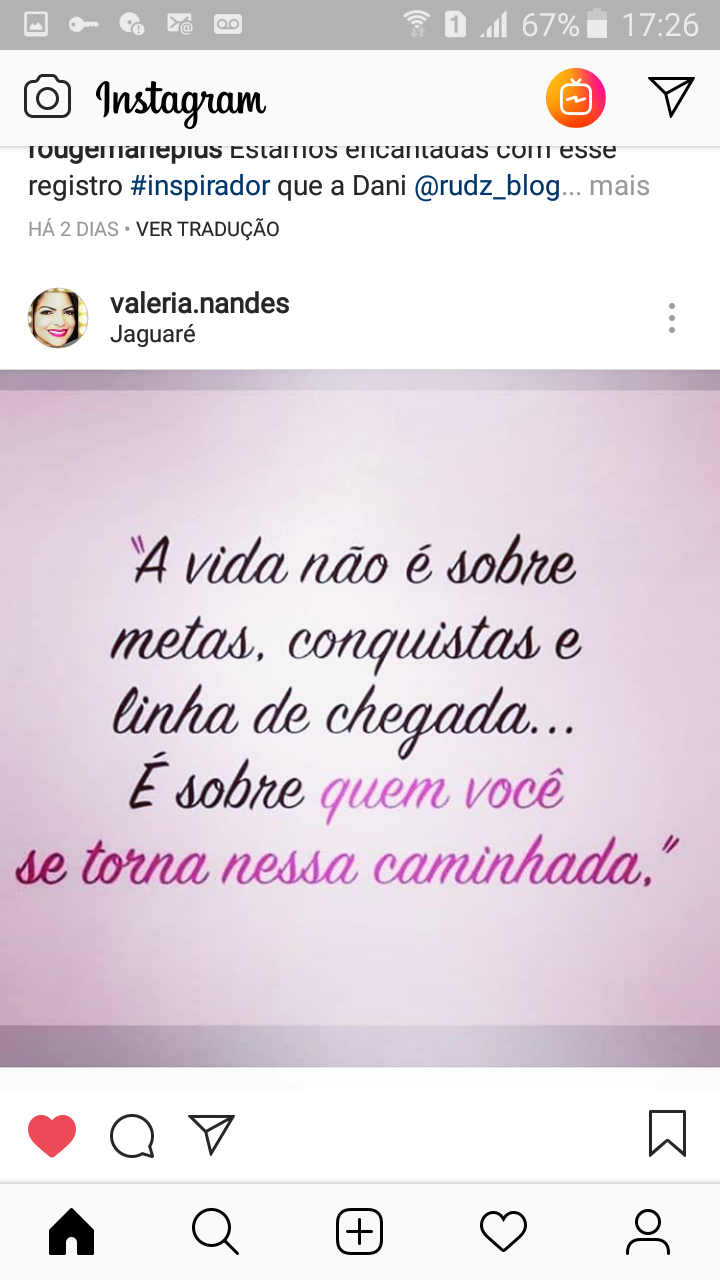 67% 17:26
Instagram
rougemarieplus Estamos encantadas com esse
registro #inspirador que a Dani @rudz_blog... mais
HÁ 2 DIAS • VER TRADUÇÃO
valeria.nandes
Jaguaré
"A vida não é sobre
metas, conquistas e
linha de chegada...
É sobre quem você
se torna nessa caminhada."